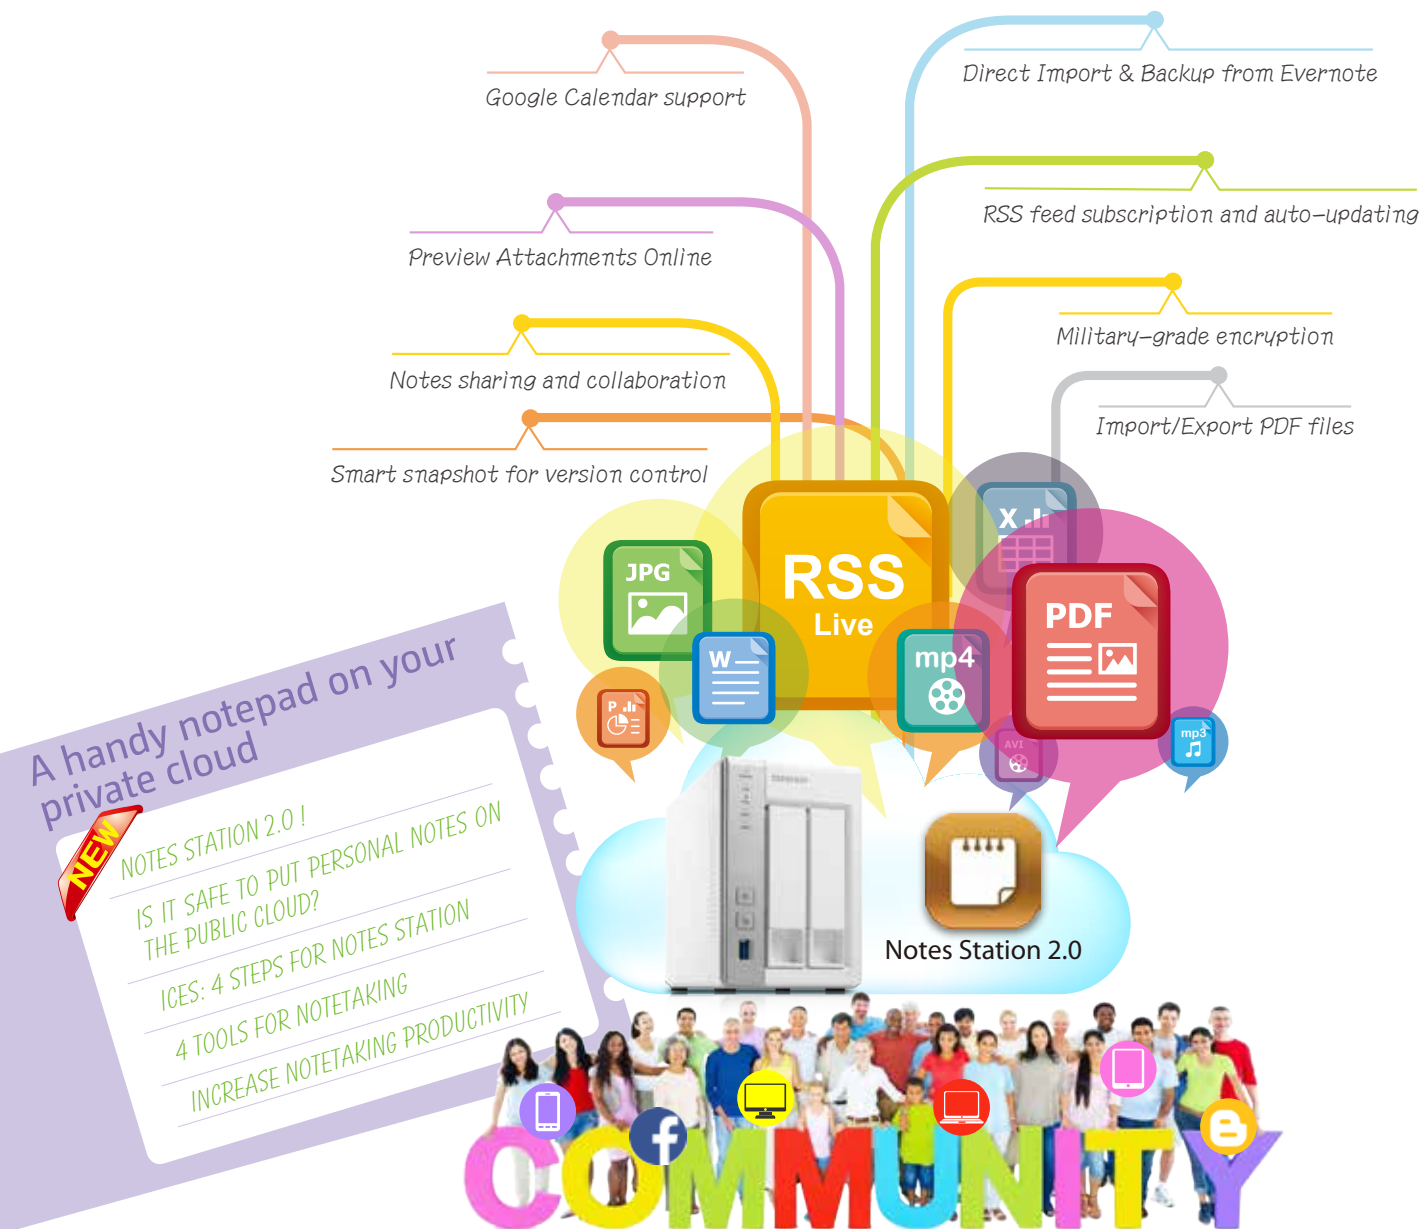 Google Calendar support
Direct Import & Backup from Evernote
RSS feed subscription and auto-updating
Preview Attachments Online
Military-grade encryption
Notes sharing and collaboration
Import/Export PDF files
Smart snapshot for version control
X
JPG
RSS
Live
PDF
W
mp4
P
AVI
mp3
A handy notepad on your
private cloud
NEW
NOTES STATION 2.0 !
IS IT SAFE TO PUT PERSONAL NOTES ON
THE PUBLIC CLOUD?
ICES: 4 STEPS FOR NOTES STATION
4 TOOLS FOR NOTETAKING
INCREASE NOTETAKING PRODUCTIVITY
Notes Station 2.0
COMMUNITY